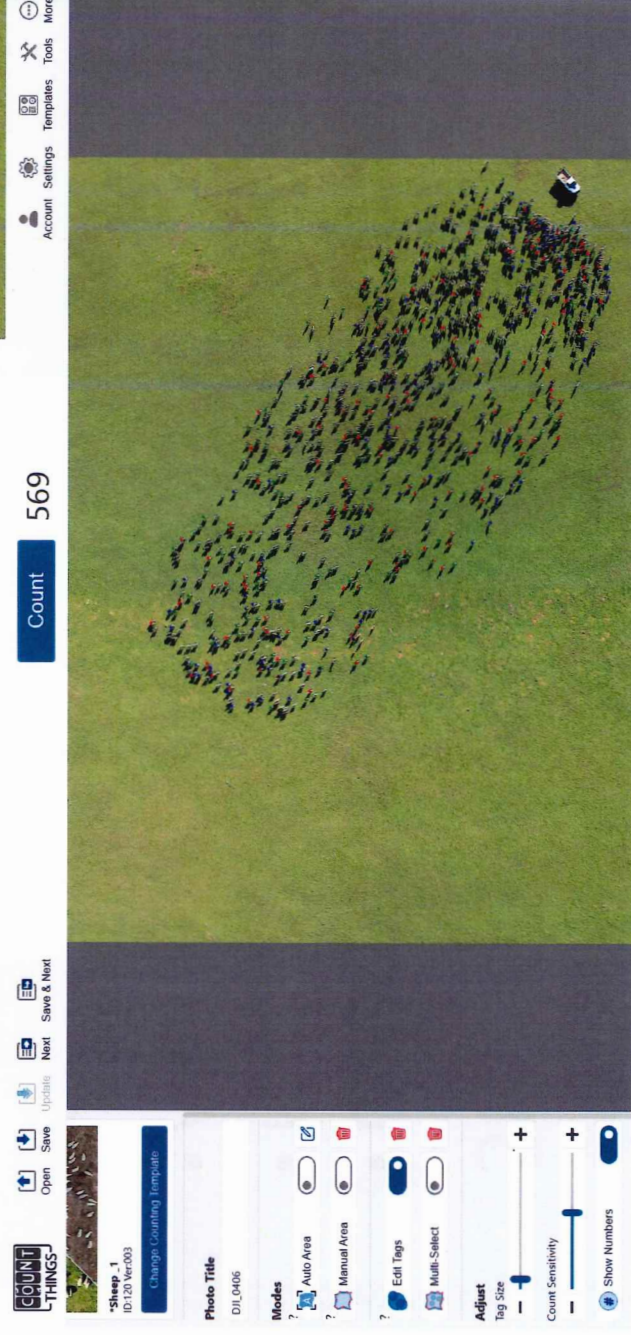 COUNT
THINGS
Open
Save
Update
Next
Save & Next
Count
569
Account
Settings
Templates
Tools
More
*Sheep_1
ID:120 Ver:003
Change Counting Template
Photo Title
DJI_0406
Modes
?
A
Auto Area
?
Manual Area
?
Edit Tags
Multi-Select
Adjust
Tag Size
− +
Count Sensitivity
− +
# Show Numbers